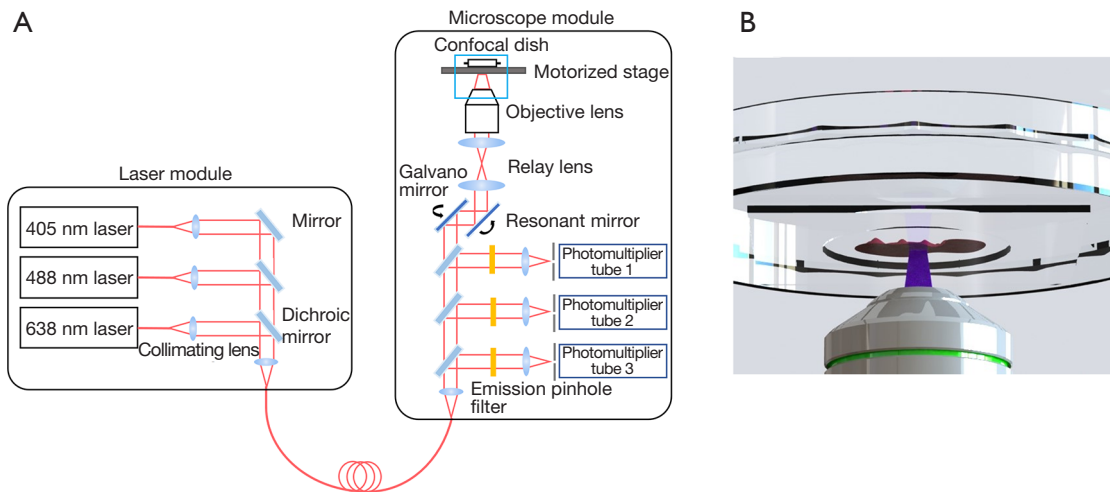 A
Microscope module
B
Confocal dish
Motorized stage
Objective lens
Relay lens
Laser module
Galvano
mirror
405 nm laser
Mirror
Resonant mirror
488 nm laser
Photomultiplier
tube 1
638 nm laser
Dichroic
mirror
Photomultiplier
tube 2
Collimating lens
Photomultiplier
tube 3
Emission pinhole
filter